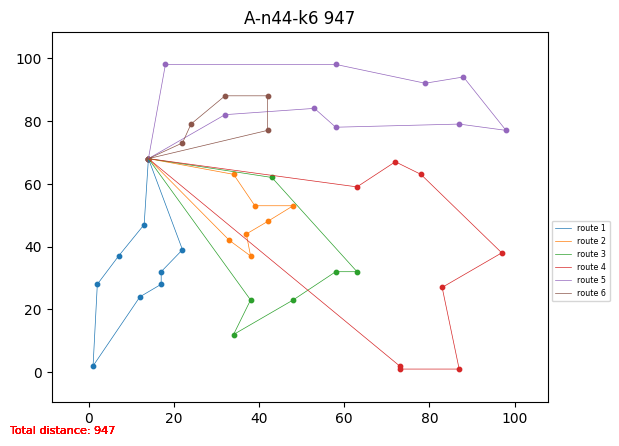 A-n44-k6 947
100
80
60
40
20
0
0 20 40 60 80 100
route 1
route 2
route 3
route 4
route 5
route 6
Total distance: 947